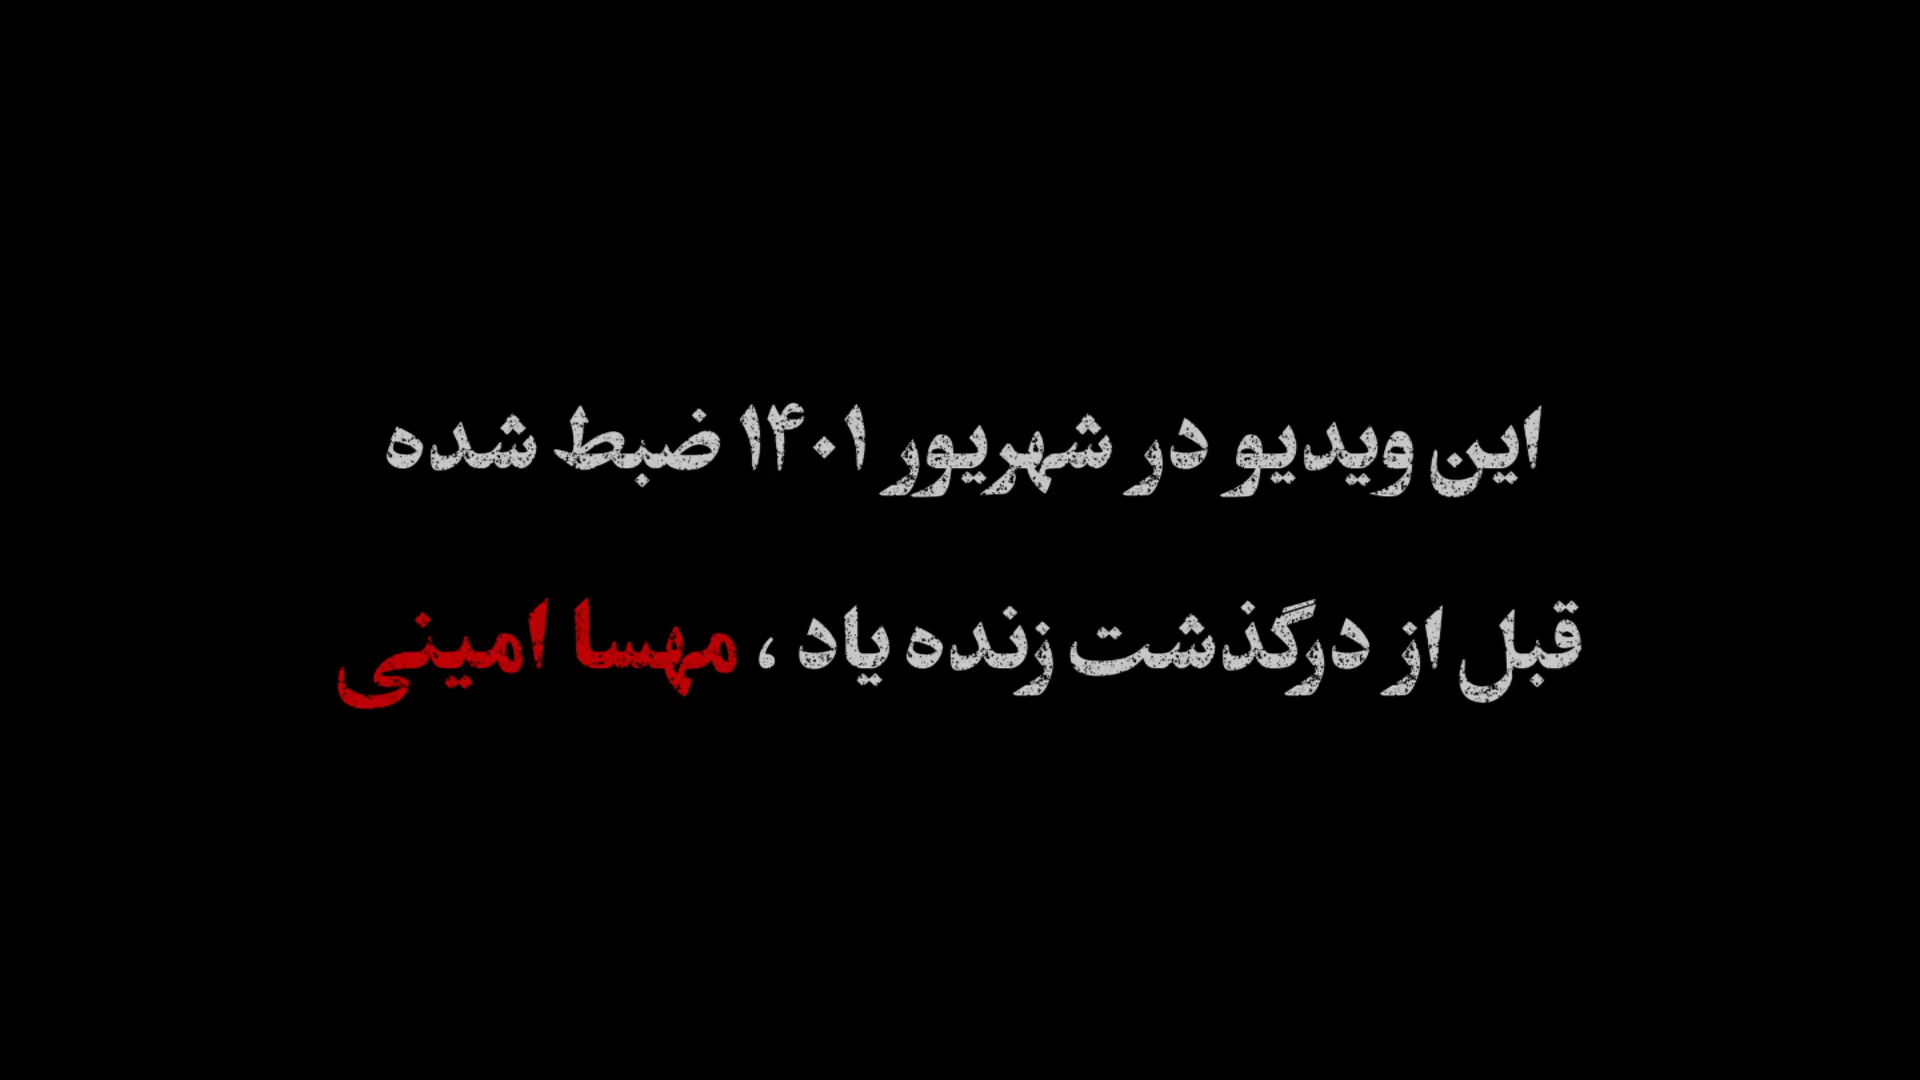 این ویدیو در شهریور ۱۴۰۱ ضبط شده
قبل از درگذشت زنده یاد ، مهسا امینی